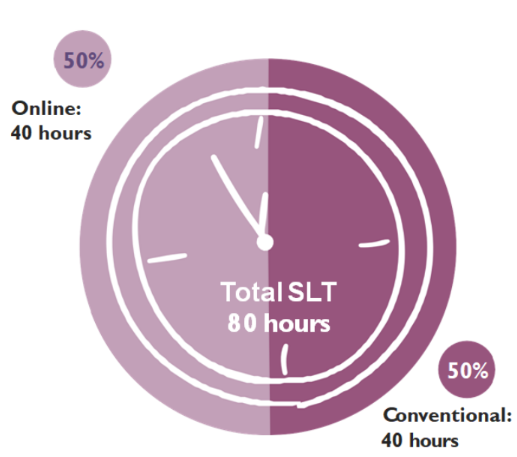 50%
Online:
40 hours
Total SLT
80 hours
50%
Conventional:
40 hours